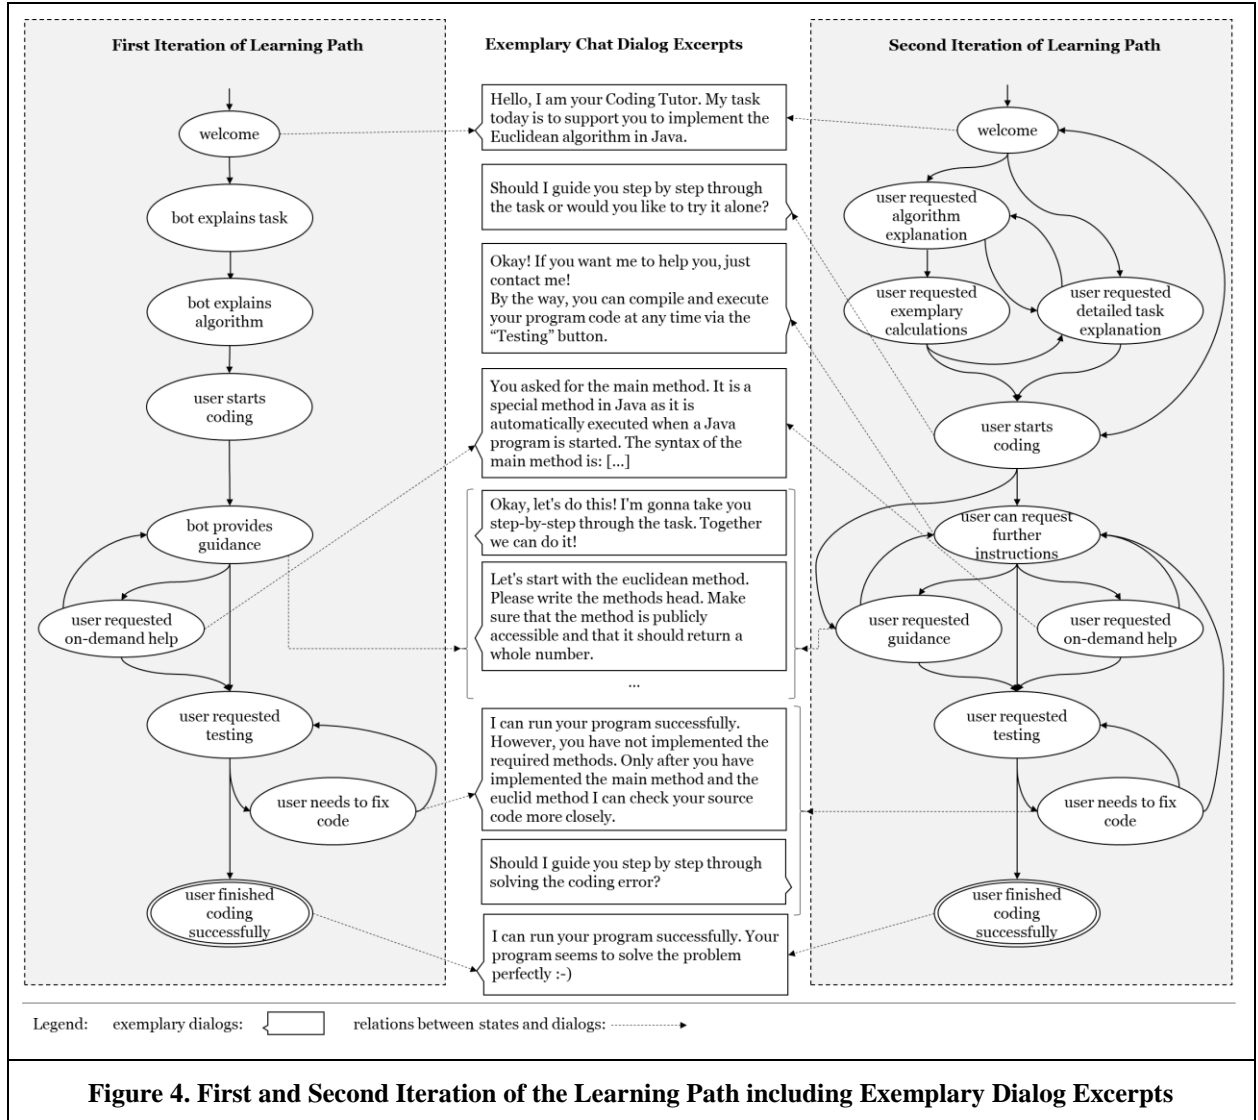 First Iteration of Learning Path
welcome
bot explains task
bot explains
algorithm
user starts
coding
bot provides
guidance
user requested
on-demand help
user requested
testing
user needs to fix
code
user finished
coding
successfully
Exemplary Chat Dialog Excerpts
Hello, I am your Coding Tutor. My task
today is to support you to implement the
Euclidean algorithm in Java.
Should I guide you step by step through
the task or would you like to try it alone?
Okay! If you want me to help you, just
contact me!
By the way, you can compile and execute
your program code at any time via the
“Testing” button.
You asked for the main method. It is a
special method in Java as it is
automatically executed when a Java
program is started. The syntax of the
main method is: [...]
Okay, let's do this! I'm gonna take you
step-by-step through the task. Together
we can do it!
Let's start with the euclidean method.
Please write the methods head. Make
sure that the method is publicly
accessible and that it should return a
whole number.
...
I can run your program successfully.
However, you have not implemented the
required methods. Only after you have
implemented the main method and the
euclid method I can check your source
code more closely.
Should I guide you step by step through
solving the coding error?
I can run your program successfully. Your
program seems to solve the problem
perfectly :-)
Second Iteration of Learning Path
welcome
user requested
algorithm
explanation
user requested
exemplary
calculations
user requested
detailed task
explanation
user starts
coding
user can request
further
instructions
user requested
guidance
user requested
on-demand help
user requested
testing
user needs to fix
code
user finished
coding
successfully
Legend: exemplary dialogs: relations between states and dialogs:
Figure 4. First and Second Iteration of the Learning Path including Exemplary Dialog Excerpts